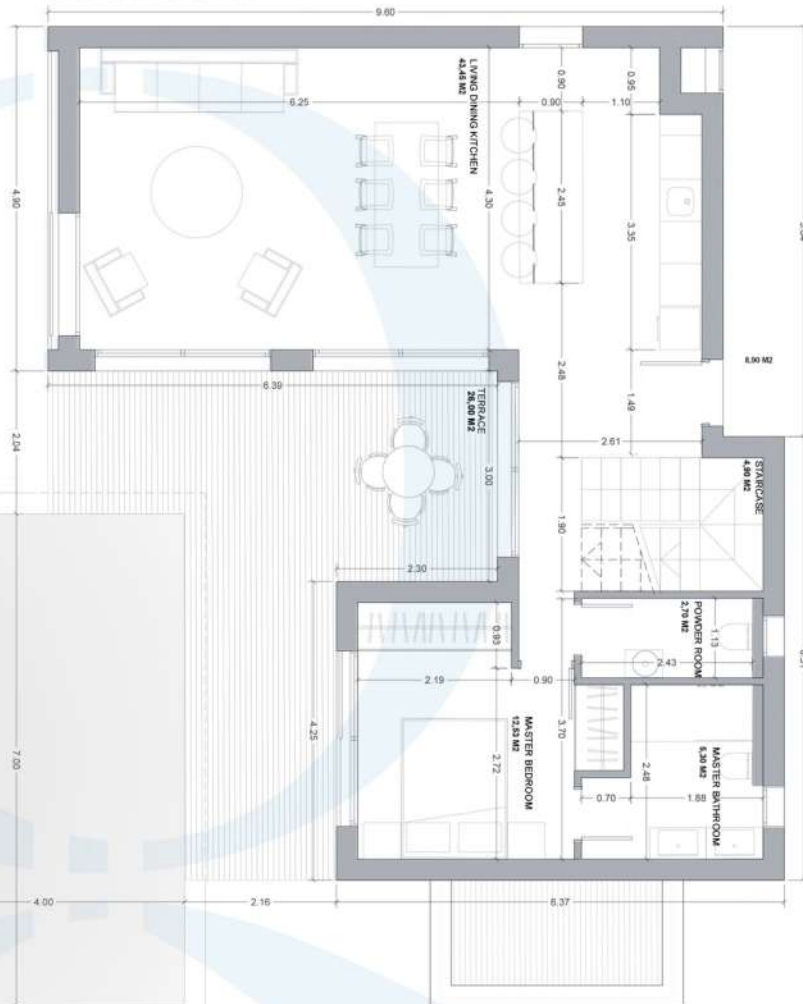 9.60
4.90
LIVING DINING KITCHEN
43,45 M2
6.25
0.90
0.90
1.10
0.95
4.30
2.45
3.35
2.48
1.49
8.90 M2
6.39
TERRACE
26,00 M2
3.00
2.61
2.04
STAIRCASE
4,90 M2
1.90
2.30
POWDER ROOM
2,70 M2
1.13
2.43
0.93
2.19
0.90
4.25
MASTER BEDROOM
12,53 M2
3.70
2.72
MASTER BATHROOM
5,30 M2
2.48
0.70
1.88
7.00
4.00
2.16
6.37